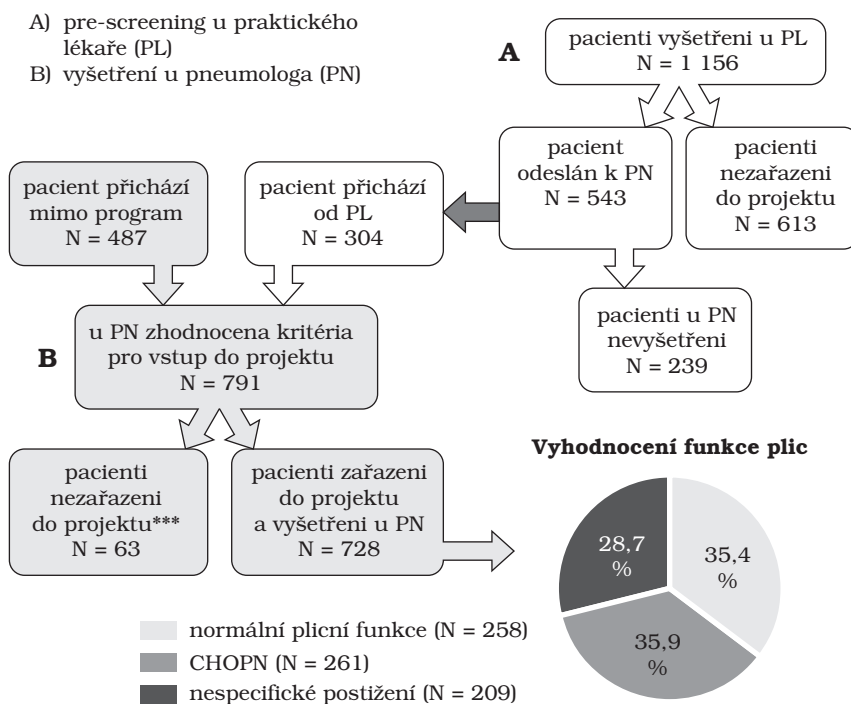 A) pre-screening u praktického
lékaře (PL)
B) vyšetření u pneumologa (PN)
A
pacienti vyšetřeni u PL
N = 1 156
pacient
odeslán k PN
N = 543
pacienti
nezařazeni
do projektu
N = 613
pacient přichází
mimo program
N = 487
pacient přichází
od PL
N = 304
pacienti u PN
nevyšetřeni
N = 239
B
u PN zhodnocena kritéria
pro vstup do projektu
N = 791
pacienti
nezařazeni
do projektu***
N = 63
pacienti zařazeni
do projektu
a vyšetřeni u PN
N = 728
Vyhodnocení funkce plic
28,7
%
35,4
%
35,9
%
normální plicní funkce (N = 258)
CHOPN (N = 261)
nespecifické postižení (N = 209)